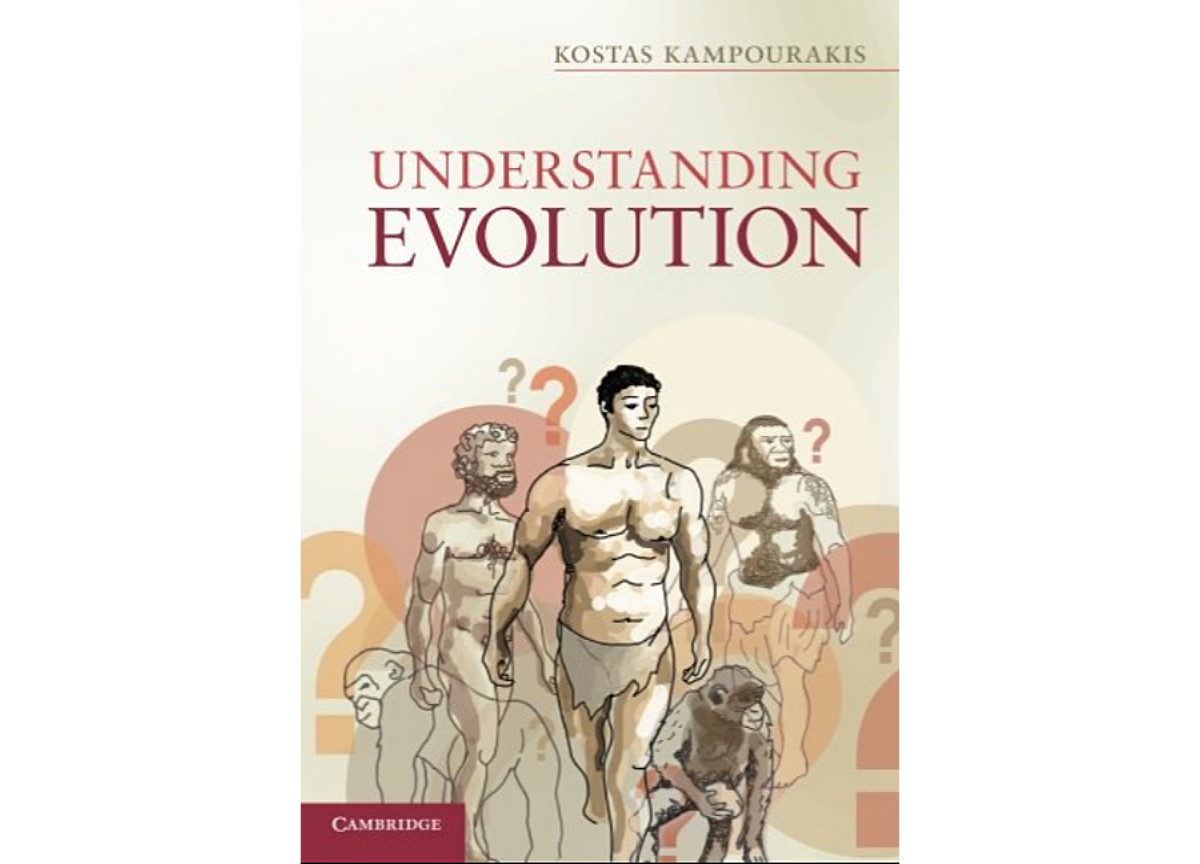 KOSTAS KAMPOURAKIS
UNDERSTANDING
EVOLUTION
? ?
?
?
?
?
?
?
CAMBRIDGE